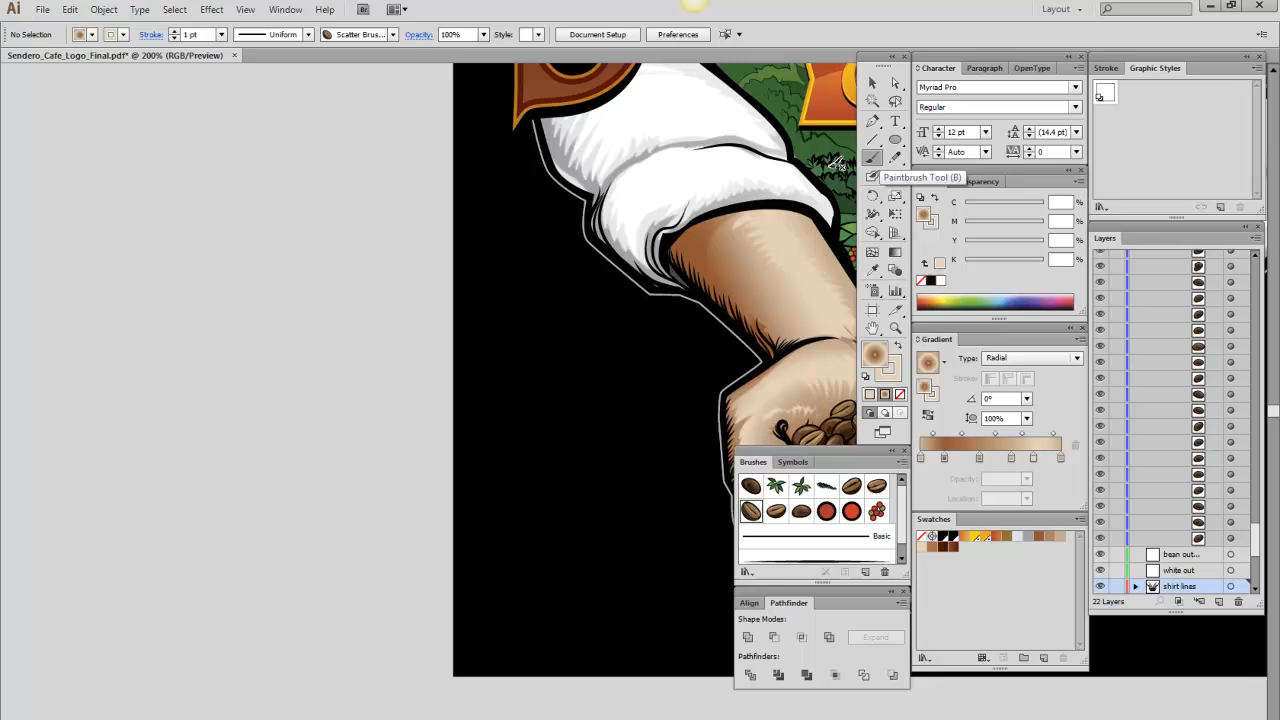 Ai File Edit Object Type Select Effect Window Help Br Layout
No Selection Stroke: 1 pt Uniform Scatter Brus... Opacity: 100% Style: Document Setup Preferences
Sendero_Cafe_Logo_Final.pdf* @ 200% (RGB/Preview)
Character Paragraph OpenType
Myriad Pro
Regular
12 pt (14.4 pt)
Auto 0
Paintbrush Tool (B)
C %
M %
Y %
K %
Gradient
Type: Radial
Stroke:
0°
100%
Opacity:
Location:
Swatches
Stroke Graphic Styles
Layers
bean out...
white out
shirt lines
22 Layers
Brushes Symbols
Basic
Align Pathfinder
Shape Modes:
Expand
Pathfinders: